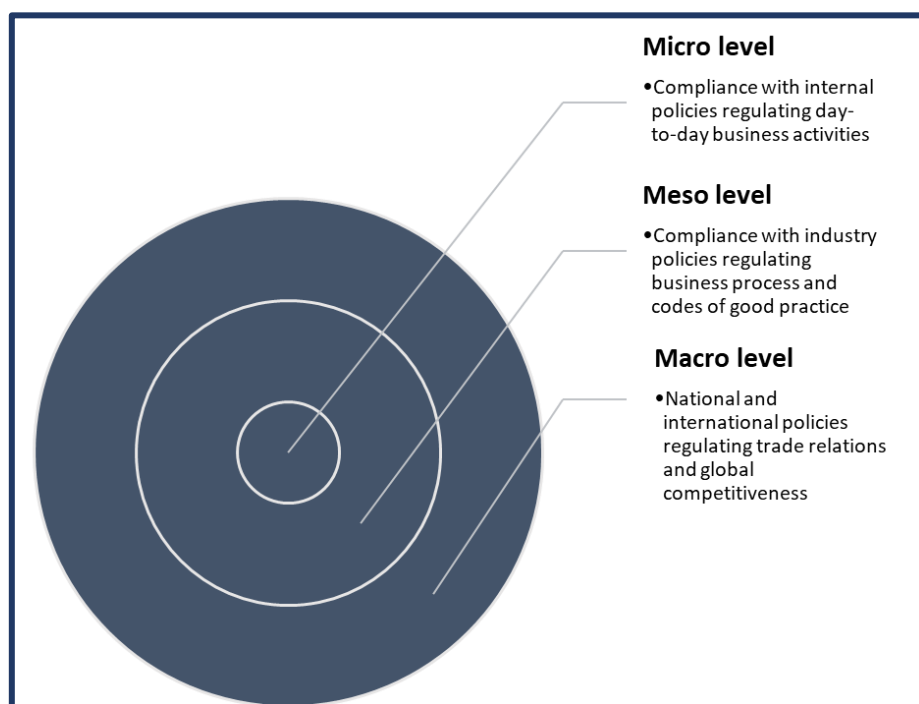 Micro level
•Compliance with internal
policies regulating day-
to-day business activities
Meso level
•Compliance with industry
policies regulating
business process and
codes of good practice
Macro level
•National and
international policies
regulating trade relations
and global
competitiveness